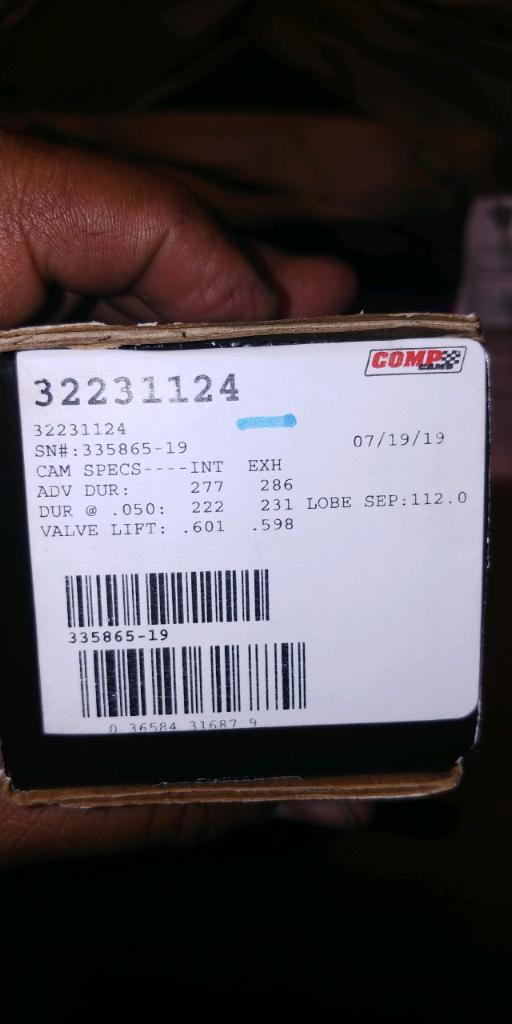 COMP
CAMS
32231124
32231124
SN#:335865-19
07/19/19
CAM SPECS----INT EXH
ADV DUR: 277 286
DUR @ .050: 222 231 LOBE SEP:112.0
VALVE LIFT: .601 .598
335865-19
0 36584 31687 9